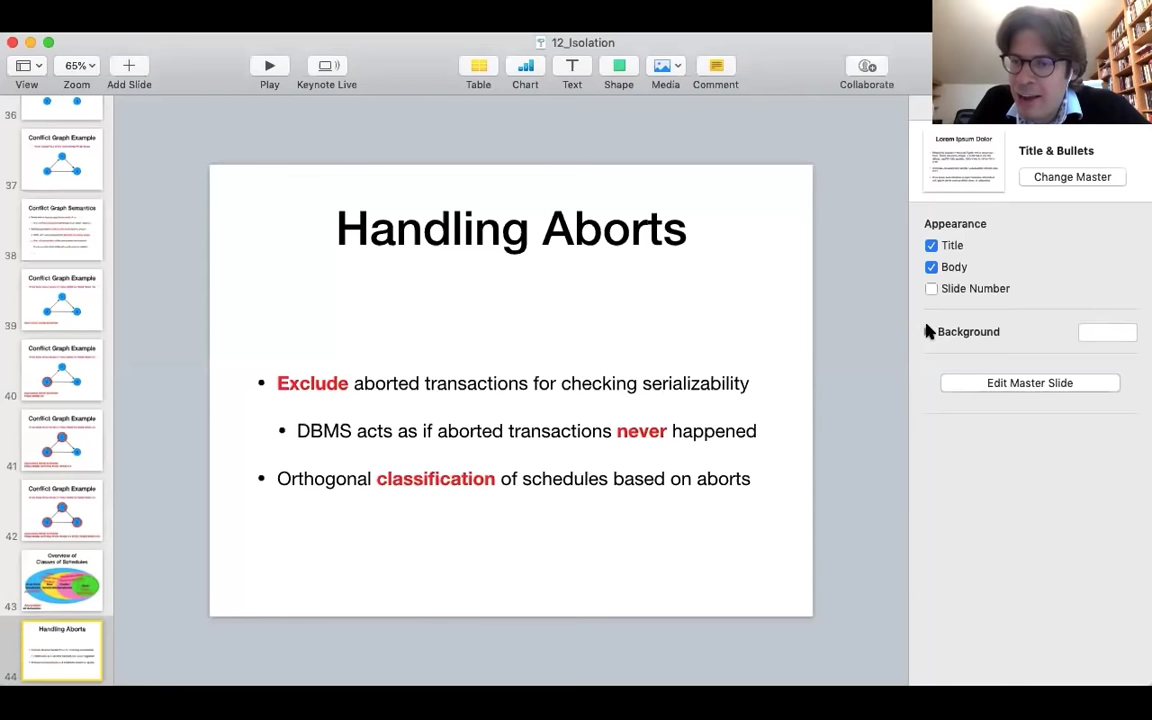 12_Isolation
View
65%
Zoom
Add Slide
Play
Keynote Live
Table
Chart
Text
Shape
Media
Comment
Collaborate
36
Conflict Graph Example
37
Conflict Graph Semantics
38
Conflict Graph Example
39
Conflict Graph Example
40
Conflict Graph Example
41
Conflict Graph Example
42
Overview of
Classes of Schedules
43
Handling Aborts
44
Handling Aborts
• Exclude aborted transactions for checking serializability
• DBMS acts as if aborted transactions never happened
• Orthogonal classification of schedules based on aborts
Lorem Ipsum Dolor
Title & Bullets
Change Master
Appearance
Title
Body
Slide Number
Background
Edit Master Slide